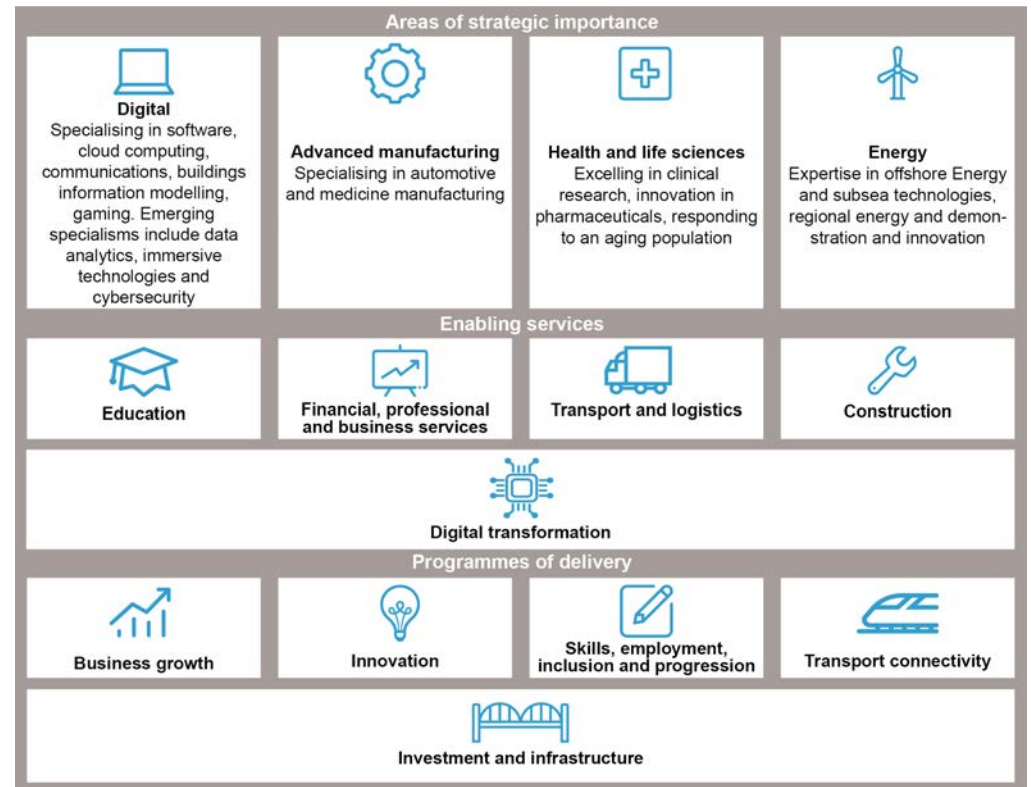 Areas of strategic importance
Digital
Specialising in software,
cloud computing,
communications, buildings
information modelling,
gaming. Emerging
specialisms include data
analytics, immersive
technologies and
cybersecurity
Advanced manufacturing
Specialising in automotive
and medicine manufacturing
Health and life sciences
Excelling in clinical
research, innovation in
pharmaceuticals, responding
to an aging population
Energy
Expertise in offshore Energy
and subsea technologies,
regional energy and demon-
stration and innovation
Enabling services
Education
Financial, professional
and business services
Transport and logistics
Construction
Digital transformation
Programmes of delivery
Business growth
Innovation
Skills, employment,
inclusion and progression
Transport connectivity
Investment and infrastructure